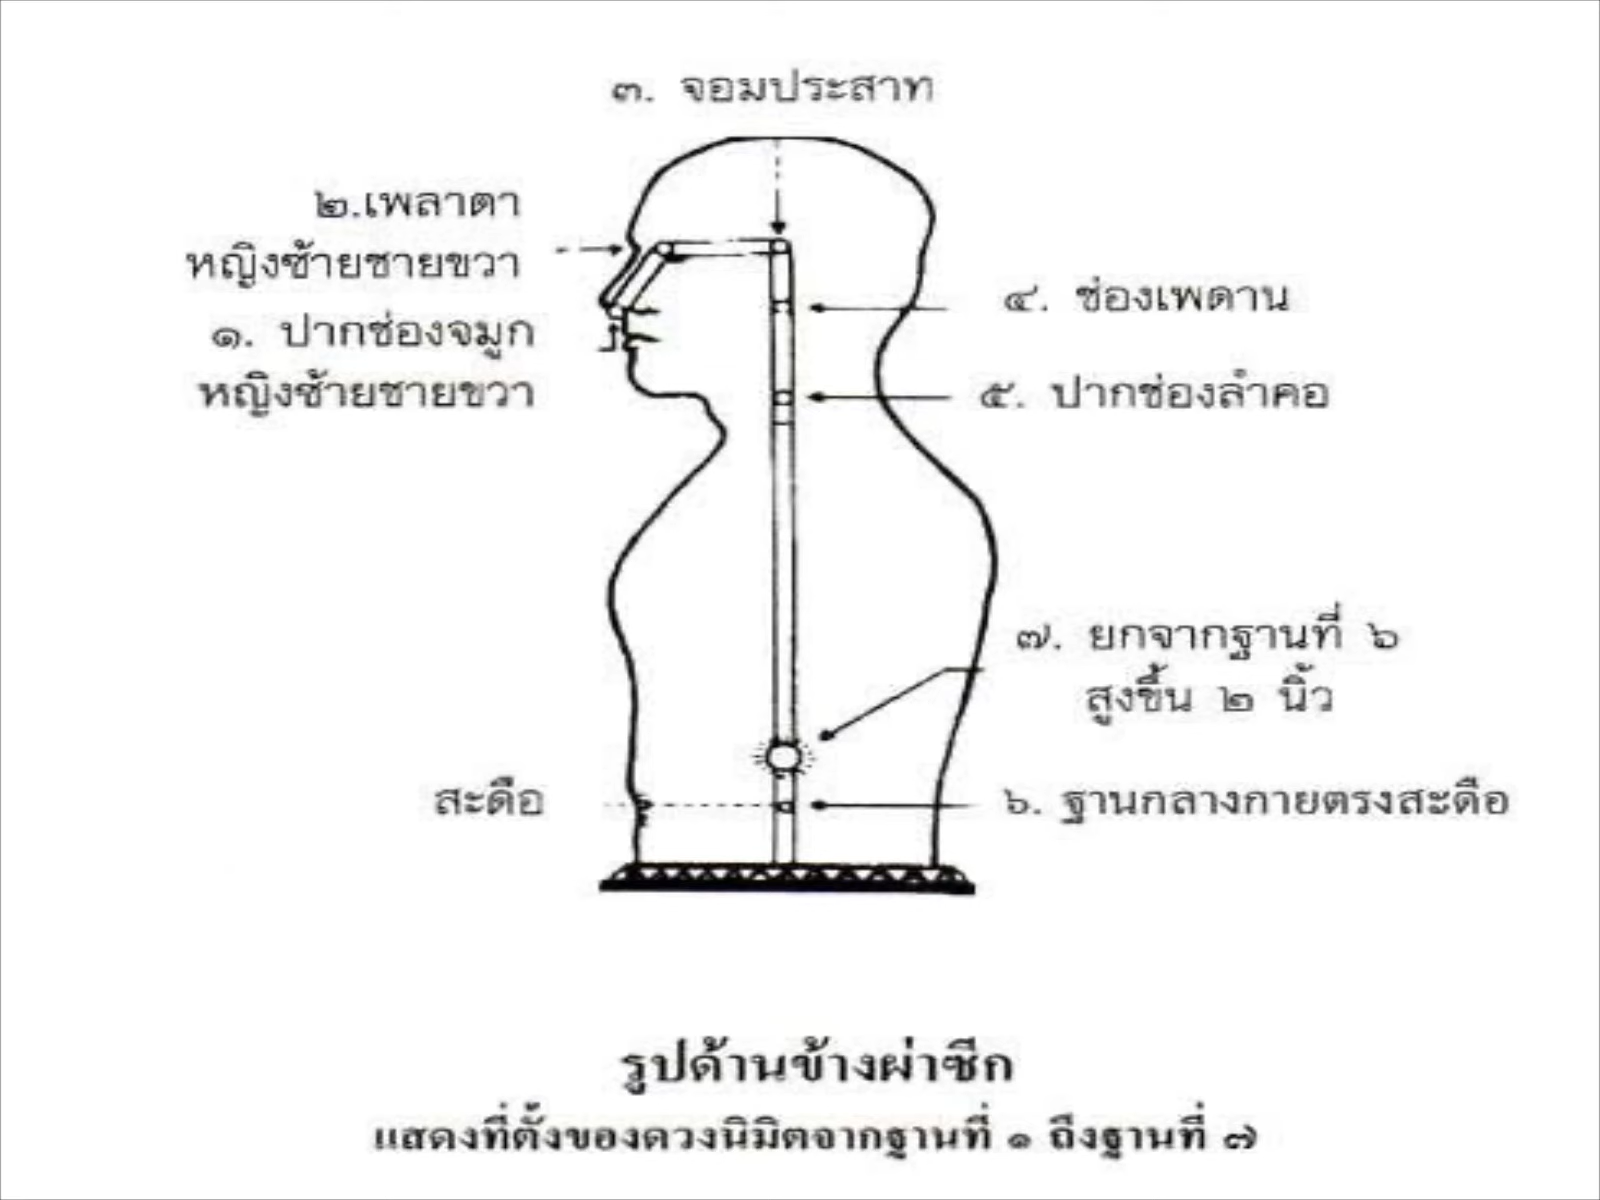 ๓. จอมประสาท
๒.เพลาตา
หญิงซ้ายชายขวา
๑. ปากช่องจมูก
หญิงซ้ายชายขวา
๔. ช่องเพดาน
๕. ปากช่องลำคอ
๗. ยกจากฐานที่ ๖
สูงขึ้น ๒ นิ้ว
สะดือ
๖. ฐานกลางกายตรงสะดือ
รูปด้านข้างผ่าซีก
แสดงที่ตั้งของดวงนิมิตจากฐานที่ ๑ ถึงฐานที่ ๗